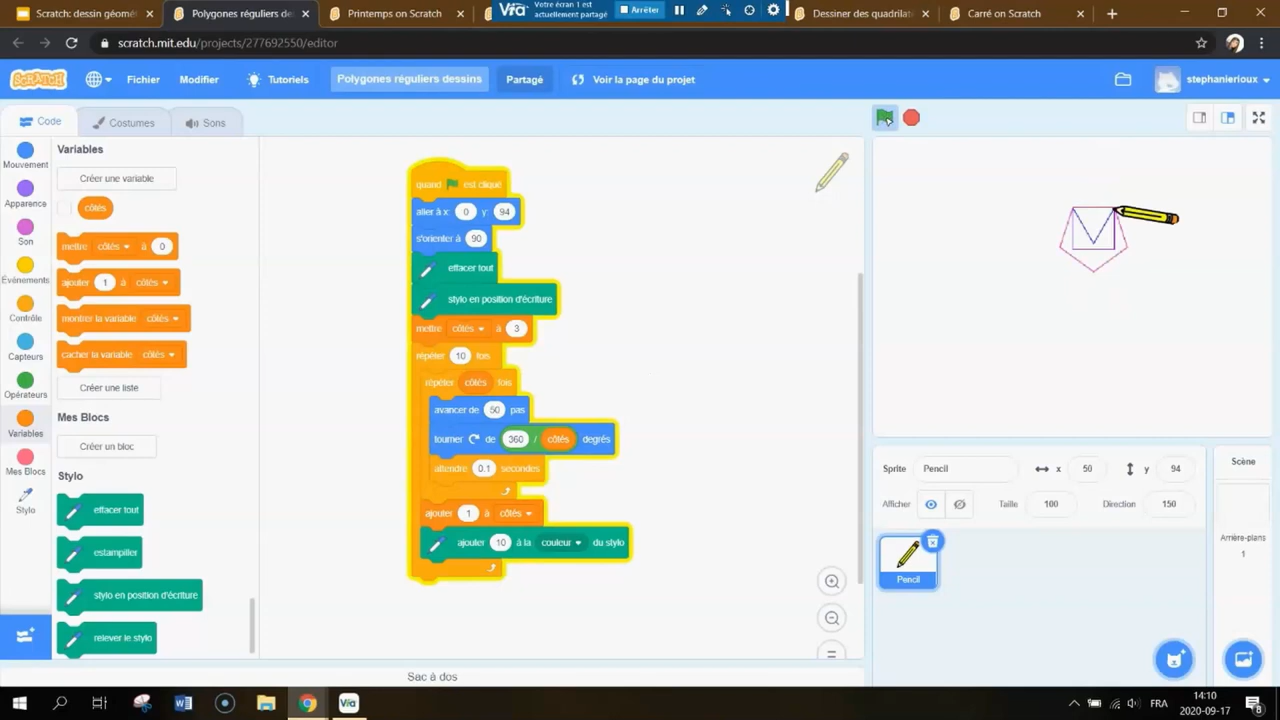 Scratch: dessin géomé
Polygones réguliers de
Printemps on Scratch
Via
Votre écran 1 est
actuellement partagé
Arrêter
Dessiner des quadrilat
Carré on Scratch
scratch.mit.edu/projects/277692550/editor
SCRATCH
Fichier
Modifier
Tutoriels
Polygones réguliers dessins
Partagé
Voir la page du projet
stephanierioux
Code
Costumes
Sons
Mouvement
Apparence
Son
Événements
Contrôle
Capteurs
Opérateurs
Variables
Mes Blocs
Stylo
Variables
Créer une variable
côtés
mettre côtés à 0
ajouter 1 à côtés
montrer la variable côtés
cacher la variable côtés
Créer une liste
Mes Blocs
Créer un bloc
Stylo
effacer tout
estampiller
stylo en position d'écriture
relever le stylo
quand est cliqué
aller à x: 0 y: 94
s'orienter à 90
effacer tout
stylo en position d'écriture
mettre côtés à 3
répéter 10 fois
répéter côtés fois
avancer de 50 pas
tourner de 360 / côtés degrés
attendre 0.1 secondes
ajouter 1 à côtés
ajouter 10 à la couleur du stylo
Sac à dos
Sprite Pencil x 50 y 94
Afficher Taille 100 Direction 150
Pencil
Scène
Arrière-plans
1
Via
FRA
14:10
2020-09-17
8